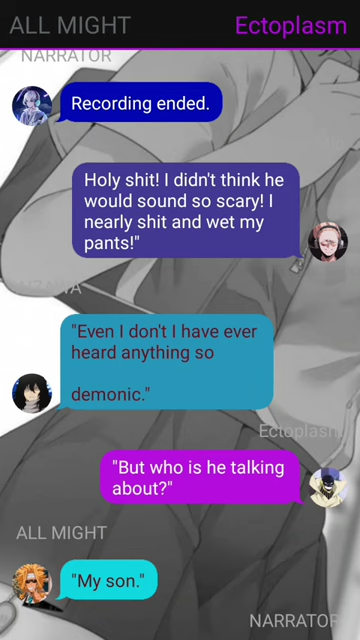 ALL MIGHT
Ectoplasm
NARRATOR
Recording ended.
Holy shit! I didn't think he
would sound so scary! I
nearly shit and wet my
pants!"
"Even I don't I have ever
heard anything so
demonic."
Ectoplasm
"But who is he talking
about?"
ALL MIGHT
"My son."
NARRATOR